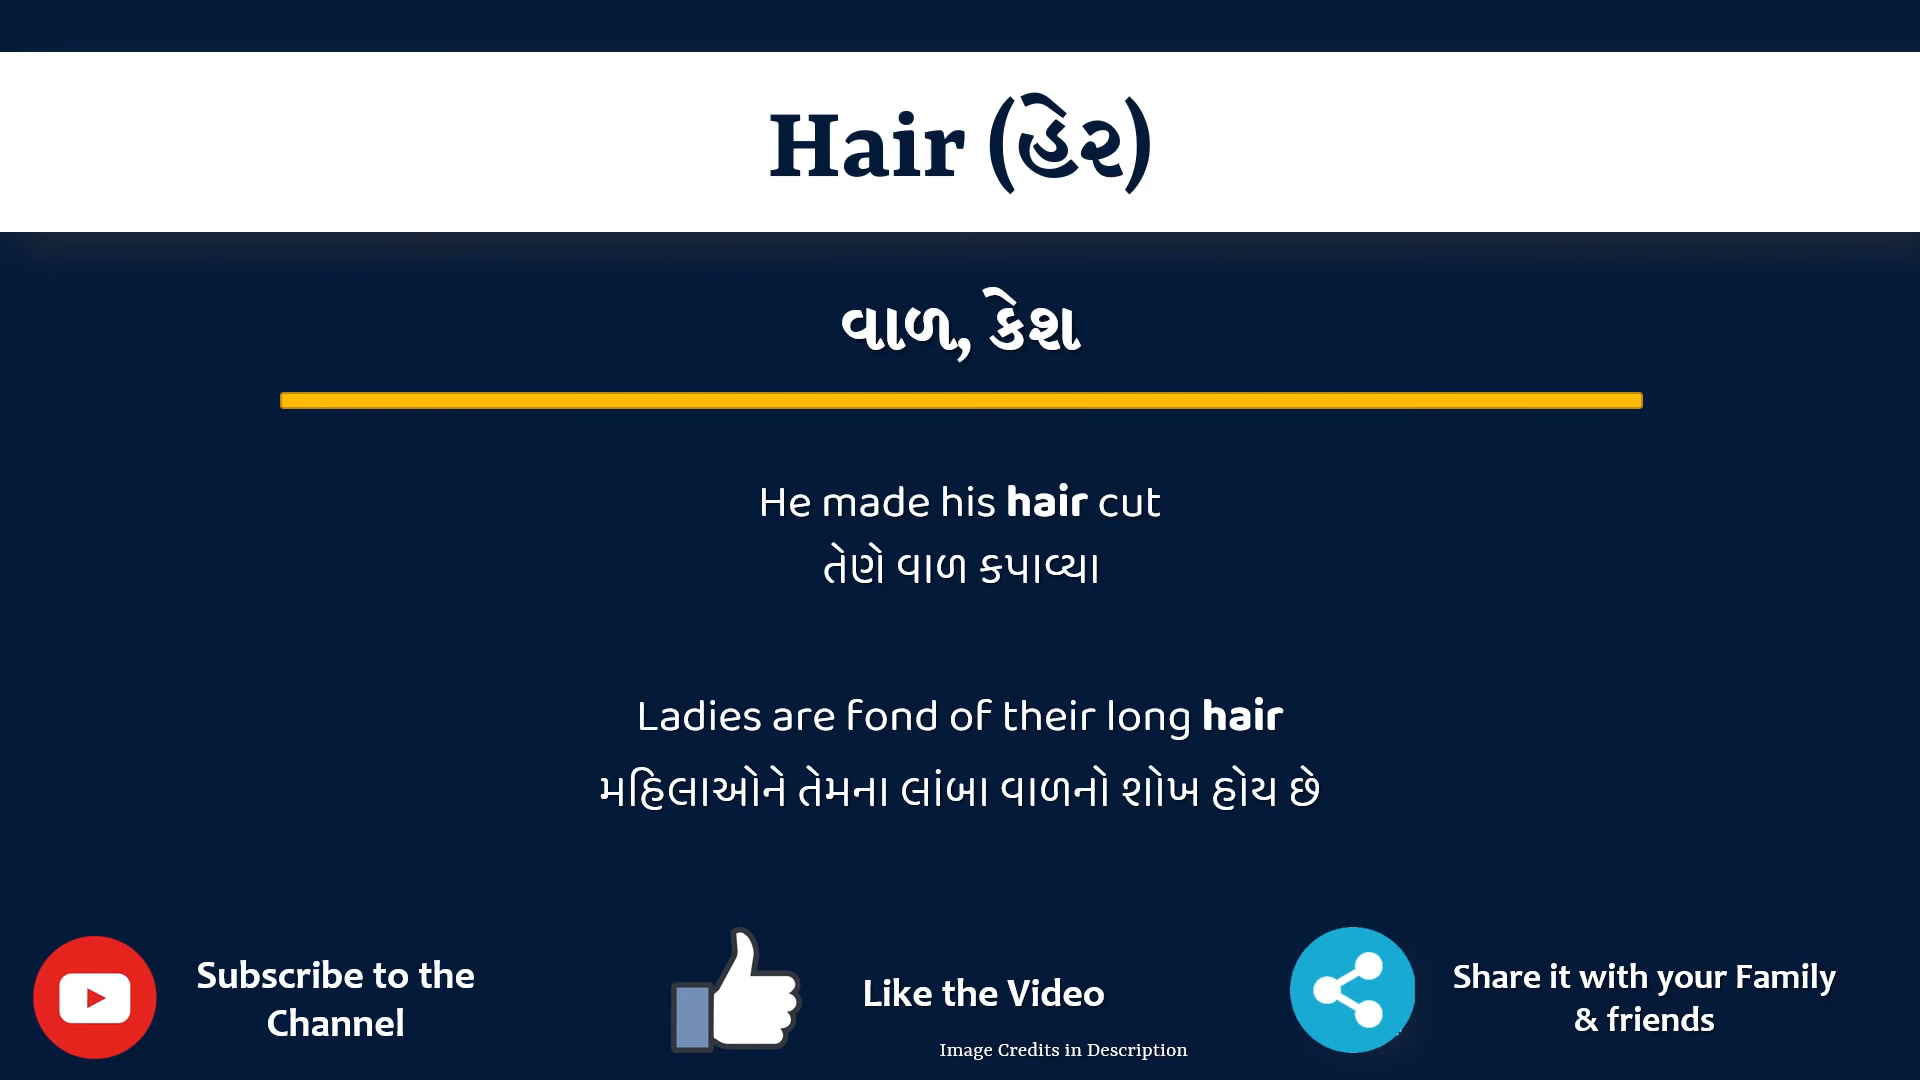 Hair (હેર)
વાળ, કેશ
He made his hair cut
તેણે વાળ કપાવ્યા
Ladies are fond of their long hair
મહિલાઓને તેમના લાંબા વાળનો શોખ હોય છે
Subscribe to the
Channel
Like the Video
Share it with your Family
& friends
Image Credits in Description